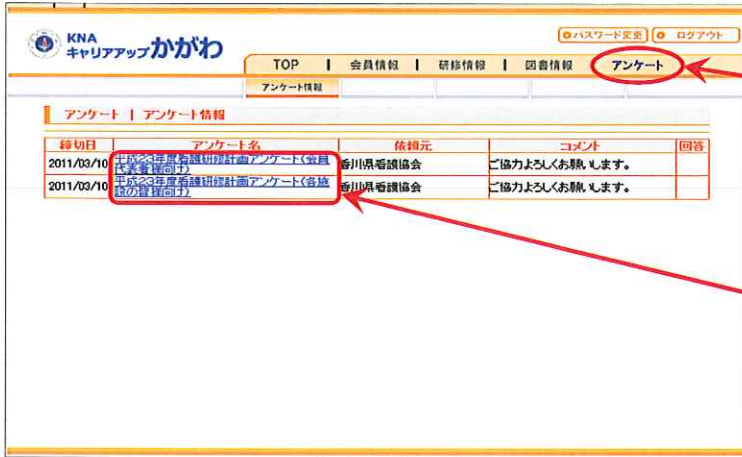 KNA
キャリアアップかがわ
パスワード変更 ログアウト
TOP | 会員情報 | 研修情報 | 図書情報 | アンケート
アンケート情報
アンケート | アンケート情報
締切日 アンケート名 依頼元 コメント 回答
2011/03/10 平成23年度看護研修計画アンケート(会員 香川県看護協会 ご協力よろしくお願いします。
代表者様向け)
2011/03/10 平成23年度看護研修計画アンケート(各施 香川県看護協会 ご協力よろしくお願いします。
設の皆様向け)